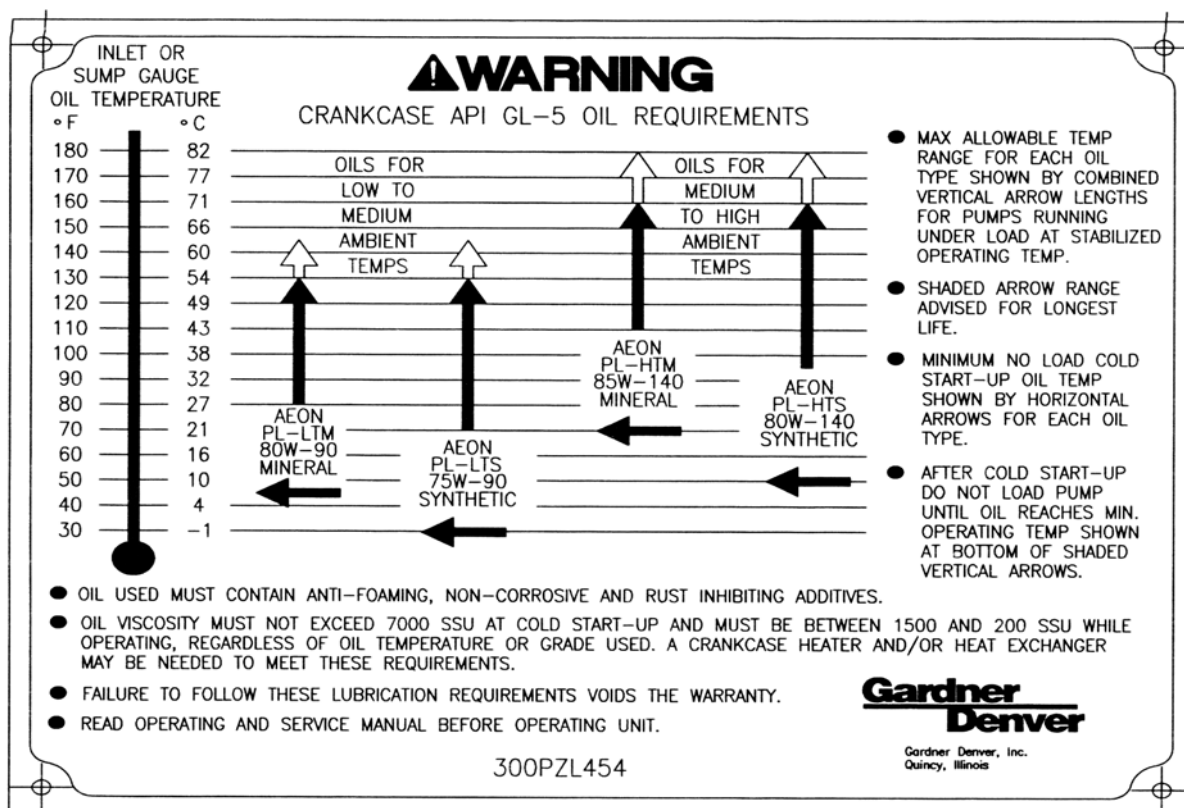 INLET OR
SUMP GAUGE
OIL TEMPERATURE
°F °C
180 82
170 77
160 71
150 66
140 60
130 54
120 49
110 43
100 38
90 32
80 27
70 21
60 16
50 10
40 4
30 -1
WARNING
CRANKCASE API GL-5 OIL REQUIREMENTS
OILS FOR
LOW TO
MEDIUM
AMBIENT
TEMPS
OILS FOR
MEDIUM
TO HIGH
AMBIENT
TEMPS
AEON
PL-LTM
80W-90
MINERAL
AEON
PL-LTS
75W-90
SYNTHETIC
AEON
PL-HTM
85W-140
MINERAL
AEON
PL-HTS
80W-140
SYNTHETIC
● MAX ALLOWABLE TEMP
RANGE FOR EACH OIL
TYPE SHOWN BY COMBINED
VERTICAL ARROW LENGTHS
FOR PUMPS RUNNING
UNDER LOAD AT STABILIZED
OPERATING TEMP.
● SHADED ARROW RANGE
ADVISED FOR LONGEST
LIFE.
● MINIMUM NO LOAD COLD
START-UP OIL TEMP
SHOWN BY HORIZONTAL
ARROWS FOR EACH OIL
TYPE.
● AFTER COLD START-UP
DO NOT LOAD PUMP
UNTIL OIL REACHES MIN.
OPERATING TEMP SHOWN
AT BOTTOM OF SHADED
VERTICAL ARROWS.
● OIL USED MUST CONTAIN ANTI-FOAMING, NON-CORROSIVE AND RUST INHIBITING ADDITIVES.
● OIL VISCOSITY MUST NOT EXCEED 7000 SSU AT COLD START-UP AND MUST BE BETWEEN 1500 AND 200 SSU WHILE
OPERATING, REGARDLESS OF OIL TEMPERATURE OR GRADE USED. A CRANKCASE HEATER AND/OR HEAT EXCHANGER
MAY BE NEEDED TO MEET THESE REQUIREMENTS.
● FAILURE TO FOLLOW THESE LUBRICATION REQUIREMENTS VOIDS THE WARRANTY.
● READ OPERATING AND SERVICE MANUAL BEFORE OPERATING UNIT.
300PZL454
Gardner
Denver
Gardner Denver, Inc.
Quincy, Illinois